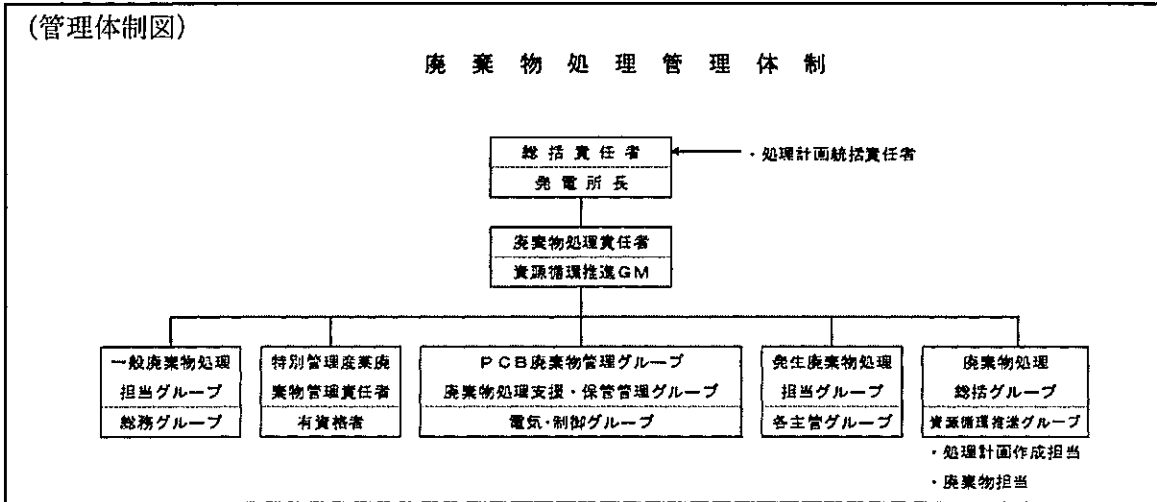 (管理体制図)
廃棄物処理管理体制
総括責任者
発電所長
・処理計画統括責任者
廃棄物処理責任者
資源循環推進GM
一般廃棄物処理
担当グループ
総務グループ
特別管理産業廃
棄物管理責任者
有資格者
PCB廃棄物管理グループ
廃棄物処理支援・保管管理グループ
電気・制御グループ
発生廃棄物処理
担当グループ
各主管グループ
廃棄物処理
総括グループ
資源循環推進グループ
・処理計画作成担当
・廃棄物担当